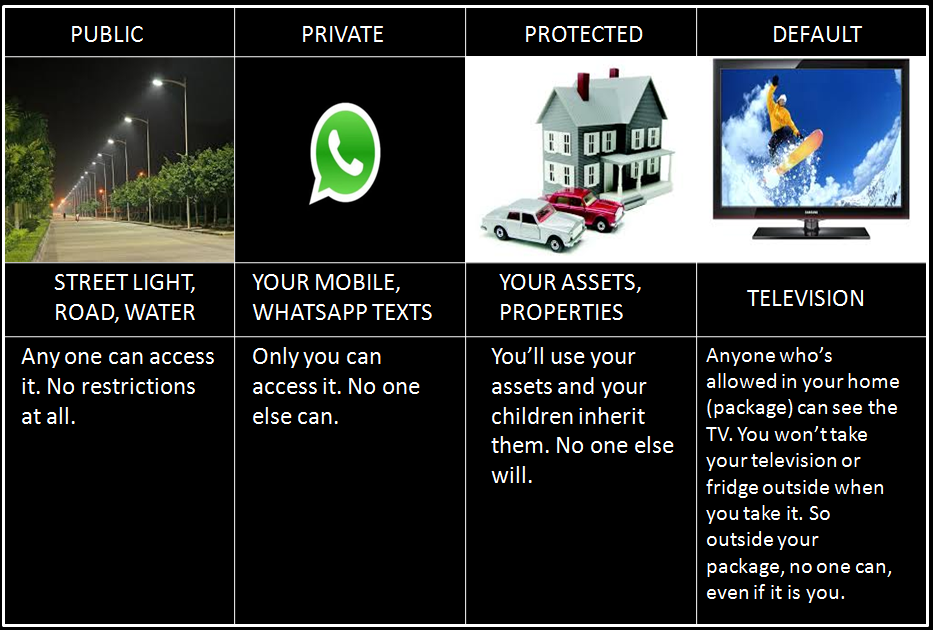 PUBLIC
PRIVATE
PROTECTED
DEFAULT
SAMSUNG
STREET LIGHT,
ROAD, WATER
YOUR MOBILE,
WHATSAPP TEXTS
YOUR ASSETS,
PROPERTIES
TELEVISION
Any one can access
it. No restrictions
at all.
Only you can
access it. No one
else can.
You’ll use your
assets and your
children inherit
them. No one else
will.
Anyone who’s
allowed in your home
(package) can see the
TV. You won’t take
your television or
fridge outside when
you take it. So
outside your
package, no one can,
even if it is you.